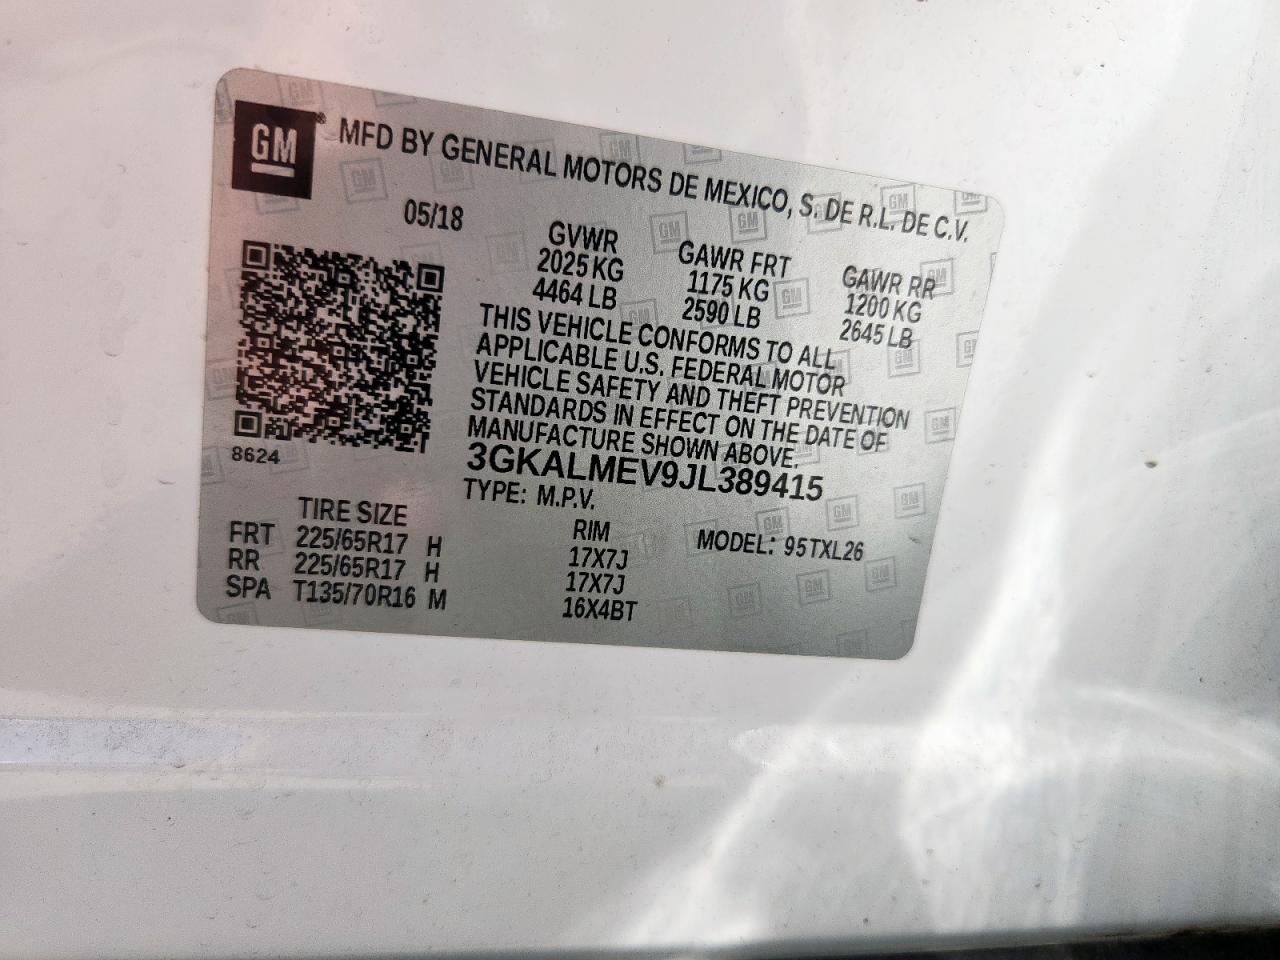 GM® MFD BY GENERAL MOTORS DE MEXICO, S. DE R.L. DE C.V.
05/18
GVWR GAWR FRT GAWR RR
2025 KG 1175 KG 1200 KG
4464 LB 2590 LB 2645 LB
THIS VEHICLE CONFORMS TO ALL
APPLICABLE U.S. FEDERAL MOTOR
VEHICLE SAFETY AND THEFT PREVENTION
STANDARDS IN EFFECT ON THE DATE OF
MANUFACTURE SHOWN ABOVE.
8624
3GKALMEV9JL389415
TYPE: M.P.V. MODEL: 95TXL26
TIRE SIZE RIM
FRT 225/65R17 H 17X7J
RR 225/65R17 H 17X7J
SPA T135/70R16 M 16X4BT